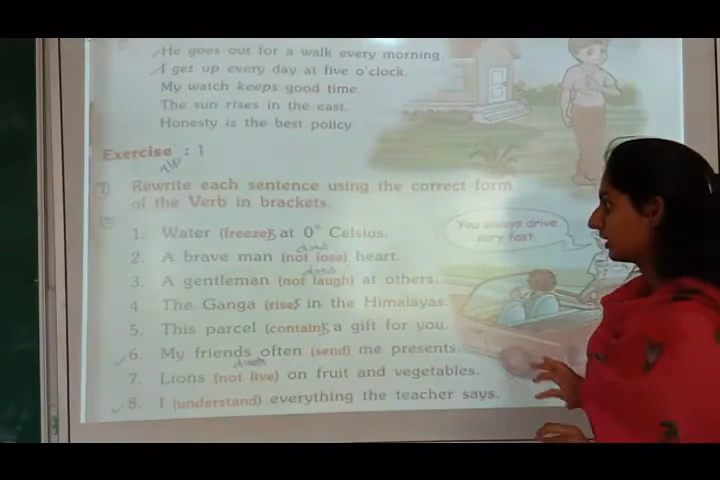 He goes out for a walk every morning.
I get up every day at five o'clock.
My watch keeps good time.
The sun rises in the east.
Honesty is the best policy
Exercise : 1
Rewrite each sentence using the correct form
of the Verb in brackets.
1. Water (freeze)s at 0° Celsius.
does
2. A brave man (not lose) heart.
does
3. A gentleman (not laugh) at others.
4. The Ganga (rise)s in the Himalayas.
5. This parcel (contain)s a gift for you.
6. My friends often (send) me presents.
7. Lions (not live) on fruit and vegetables.
8. I (understand) everything the teacher says.
You always drive
very fast.